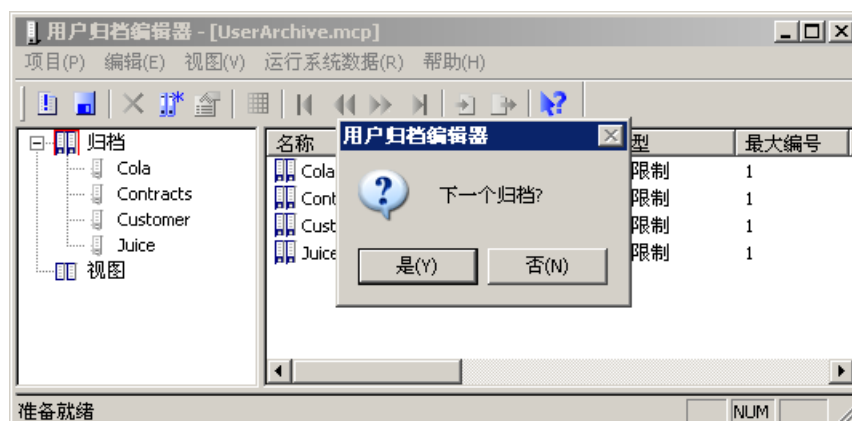 用户归档编辑器 - [UserArchive.mcp]
项目(P) 编辑(E) 视图(V) 运行系统数据(R) 帮助(H)
归档
Cola
Contracts
Customer
Juice
视图
名称 型 最大编号
Cola 限制 1
Cont 限制 1
Cust 限制 1
Juice 限制 1
用户归档编辑器
下一个归档?
是(Y) 否(N)
准备就绪 NUM